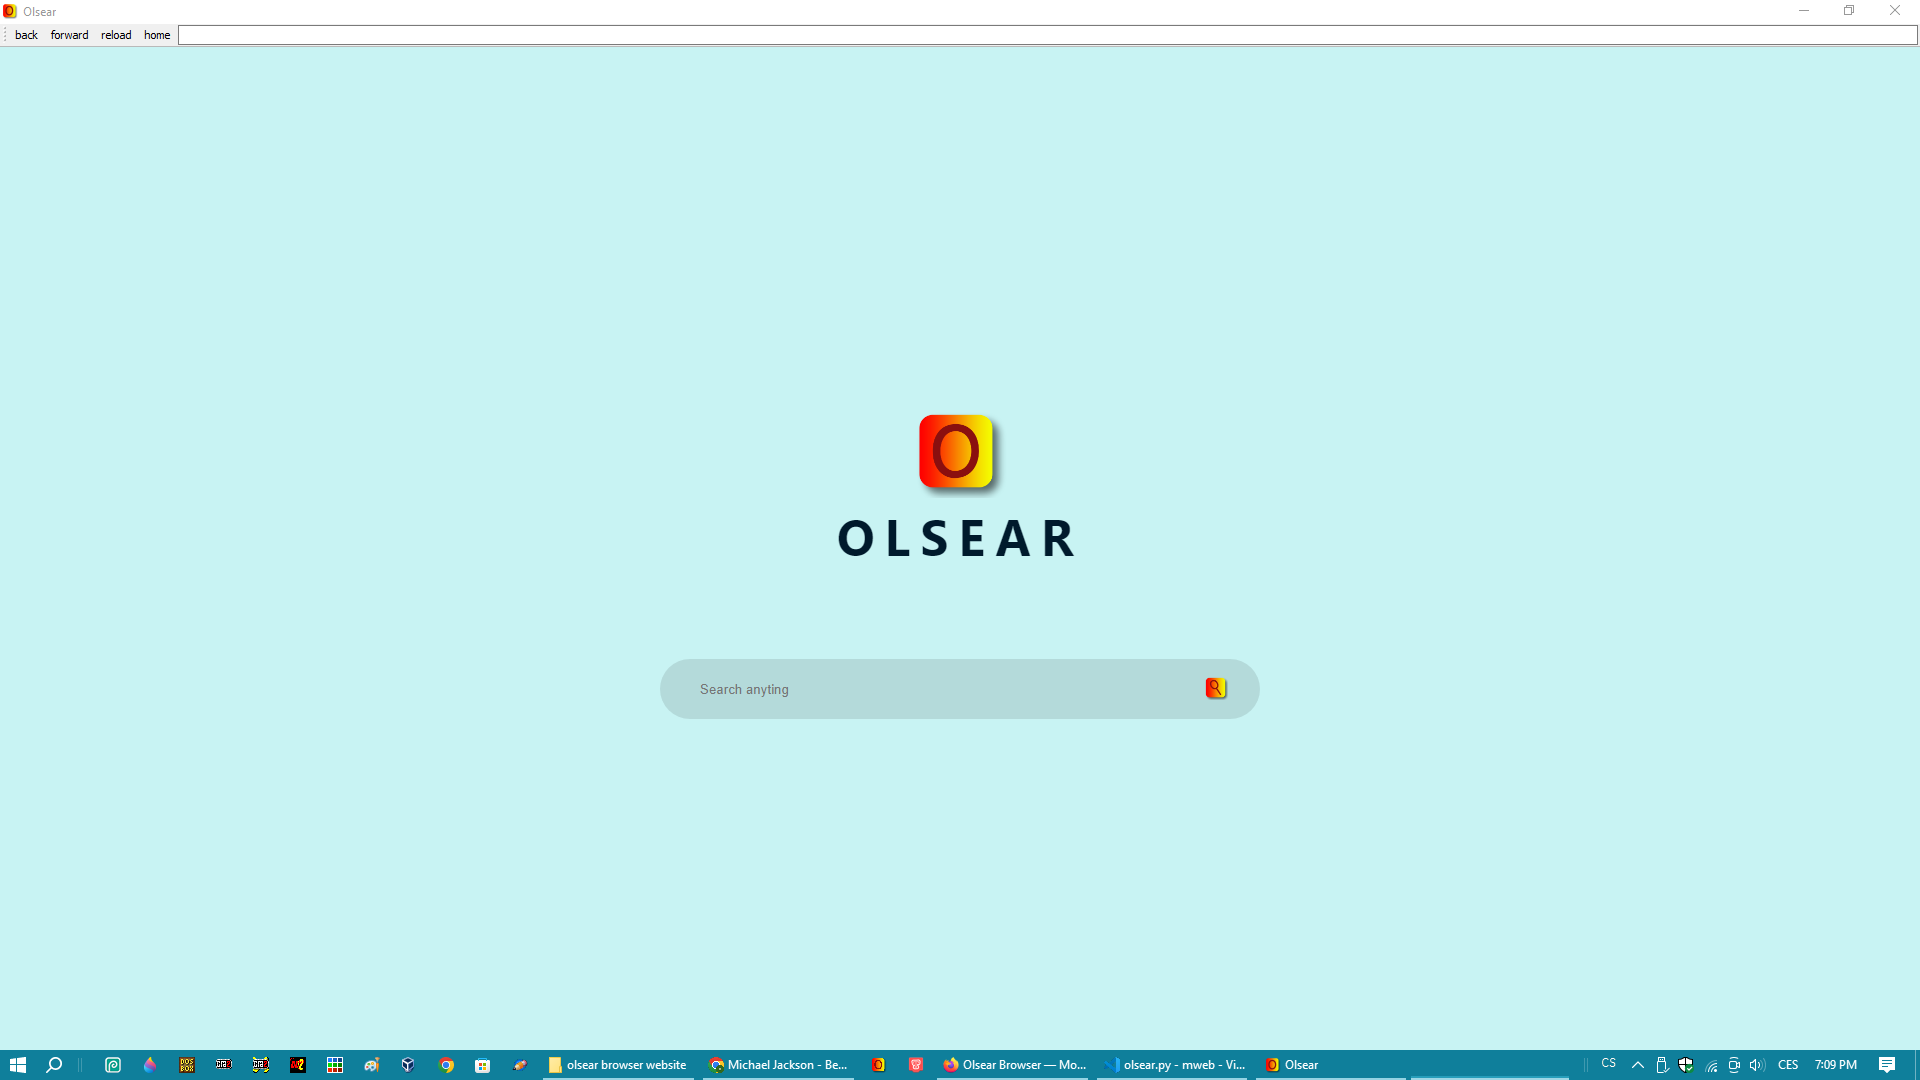 Olsear
back forward reload home
O
OLSEAR
Search anyting
olsear browser website Michael Jackson - Be... Olsear Browser — Mo... olsear.py - mweb - Vi... Olsear CS CES 7:09 PM